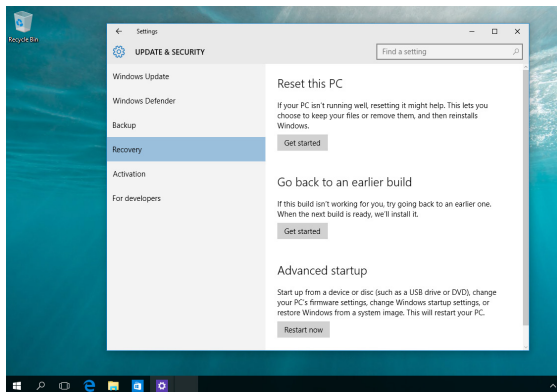 Recycle Bin
Settings
UPDATE & SECURITY
Find a setting
Windows Update
Windows Defender
Backup
Recovery
Activation
For developers
Reset this PC
If your PC isn't running well, resetting it might help. This lets you
choose to keep your files or remove them, and then reinstalls
Windows.
Get started
Go back to an earlier build
If this build isn't working for you, try going back to an earlier one.
When the next build is ready, we'll install it.
Get started
Advanced startup
Start up from a device or disc (such as a USB drive or DVD), change
your PC's firmware settings, change Windows startup settings, or
restore Windows from a system image. This will restart your PC.
Restart now